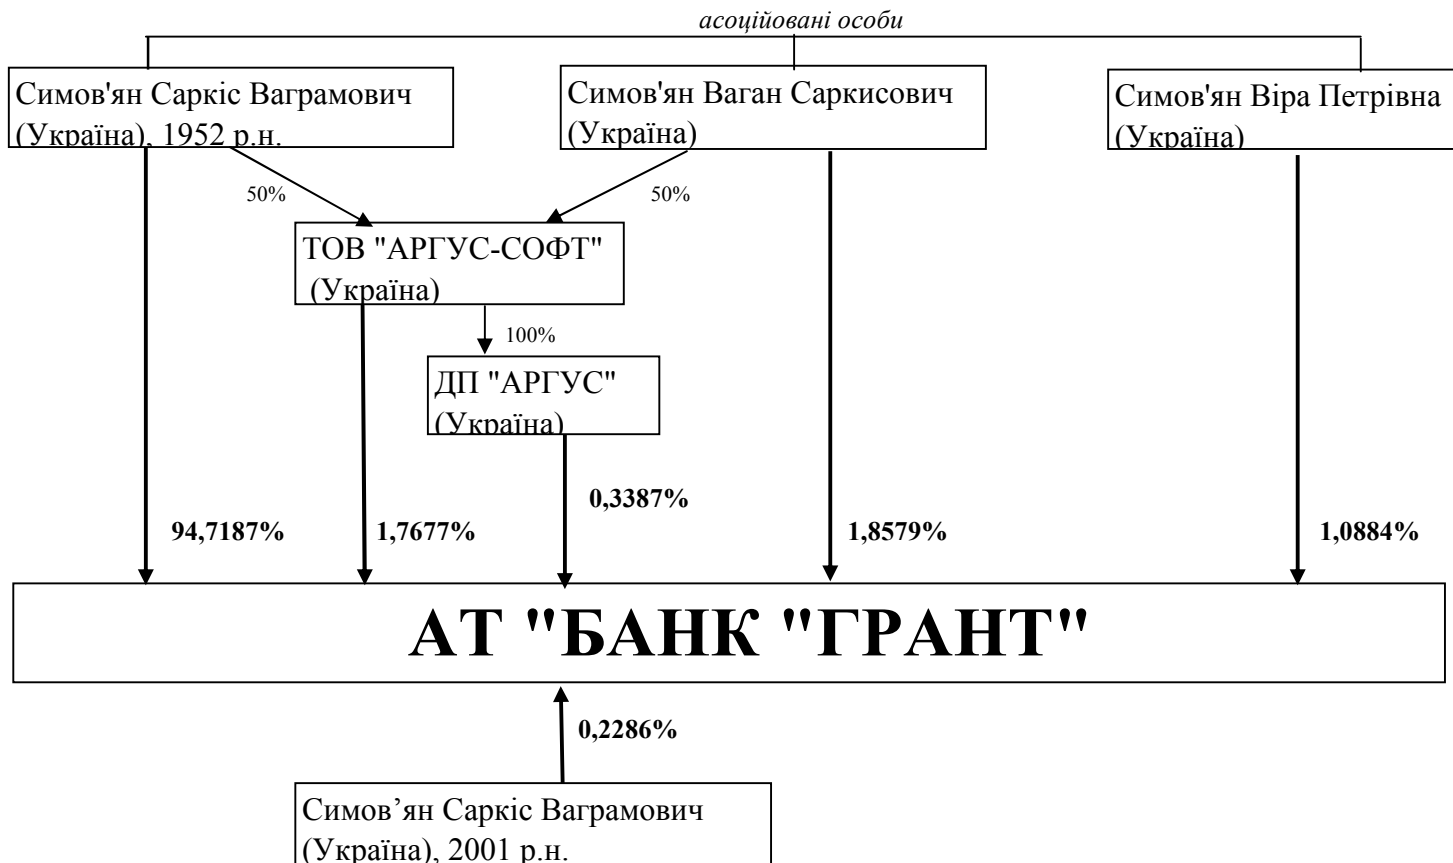 асоційовані особи
Симов'ян Саркіс Ваграмович
(Україна), 1952 р.н.
Симов'ян Ваган Саркисович
(Україна)
Симов'ян Віра Петрівна
(Україна)
50%
50%
ТОВ "АРГУС-СОФТ"
(Україна)
100%
ДП "АРГУС"
(Україна)
0,3387%
94,7187%
1,7677%
1,8579%
1,0884%
АТ "БАНК "ГРАНТ"
0,2286%
Симов’ян Саркіс Ваграмович
(Україна), 2001 р.н.